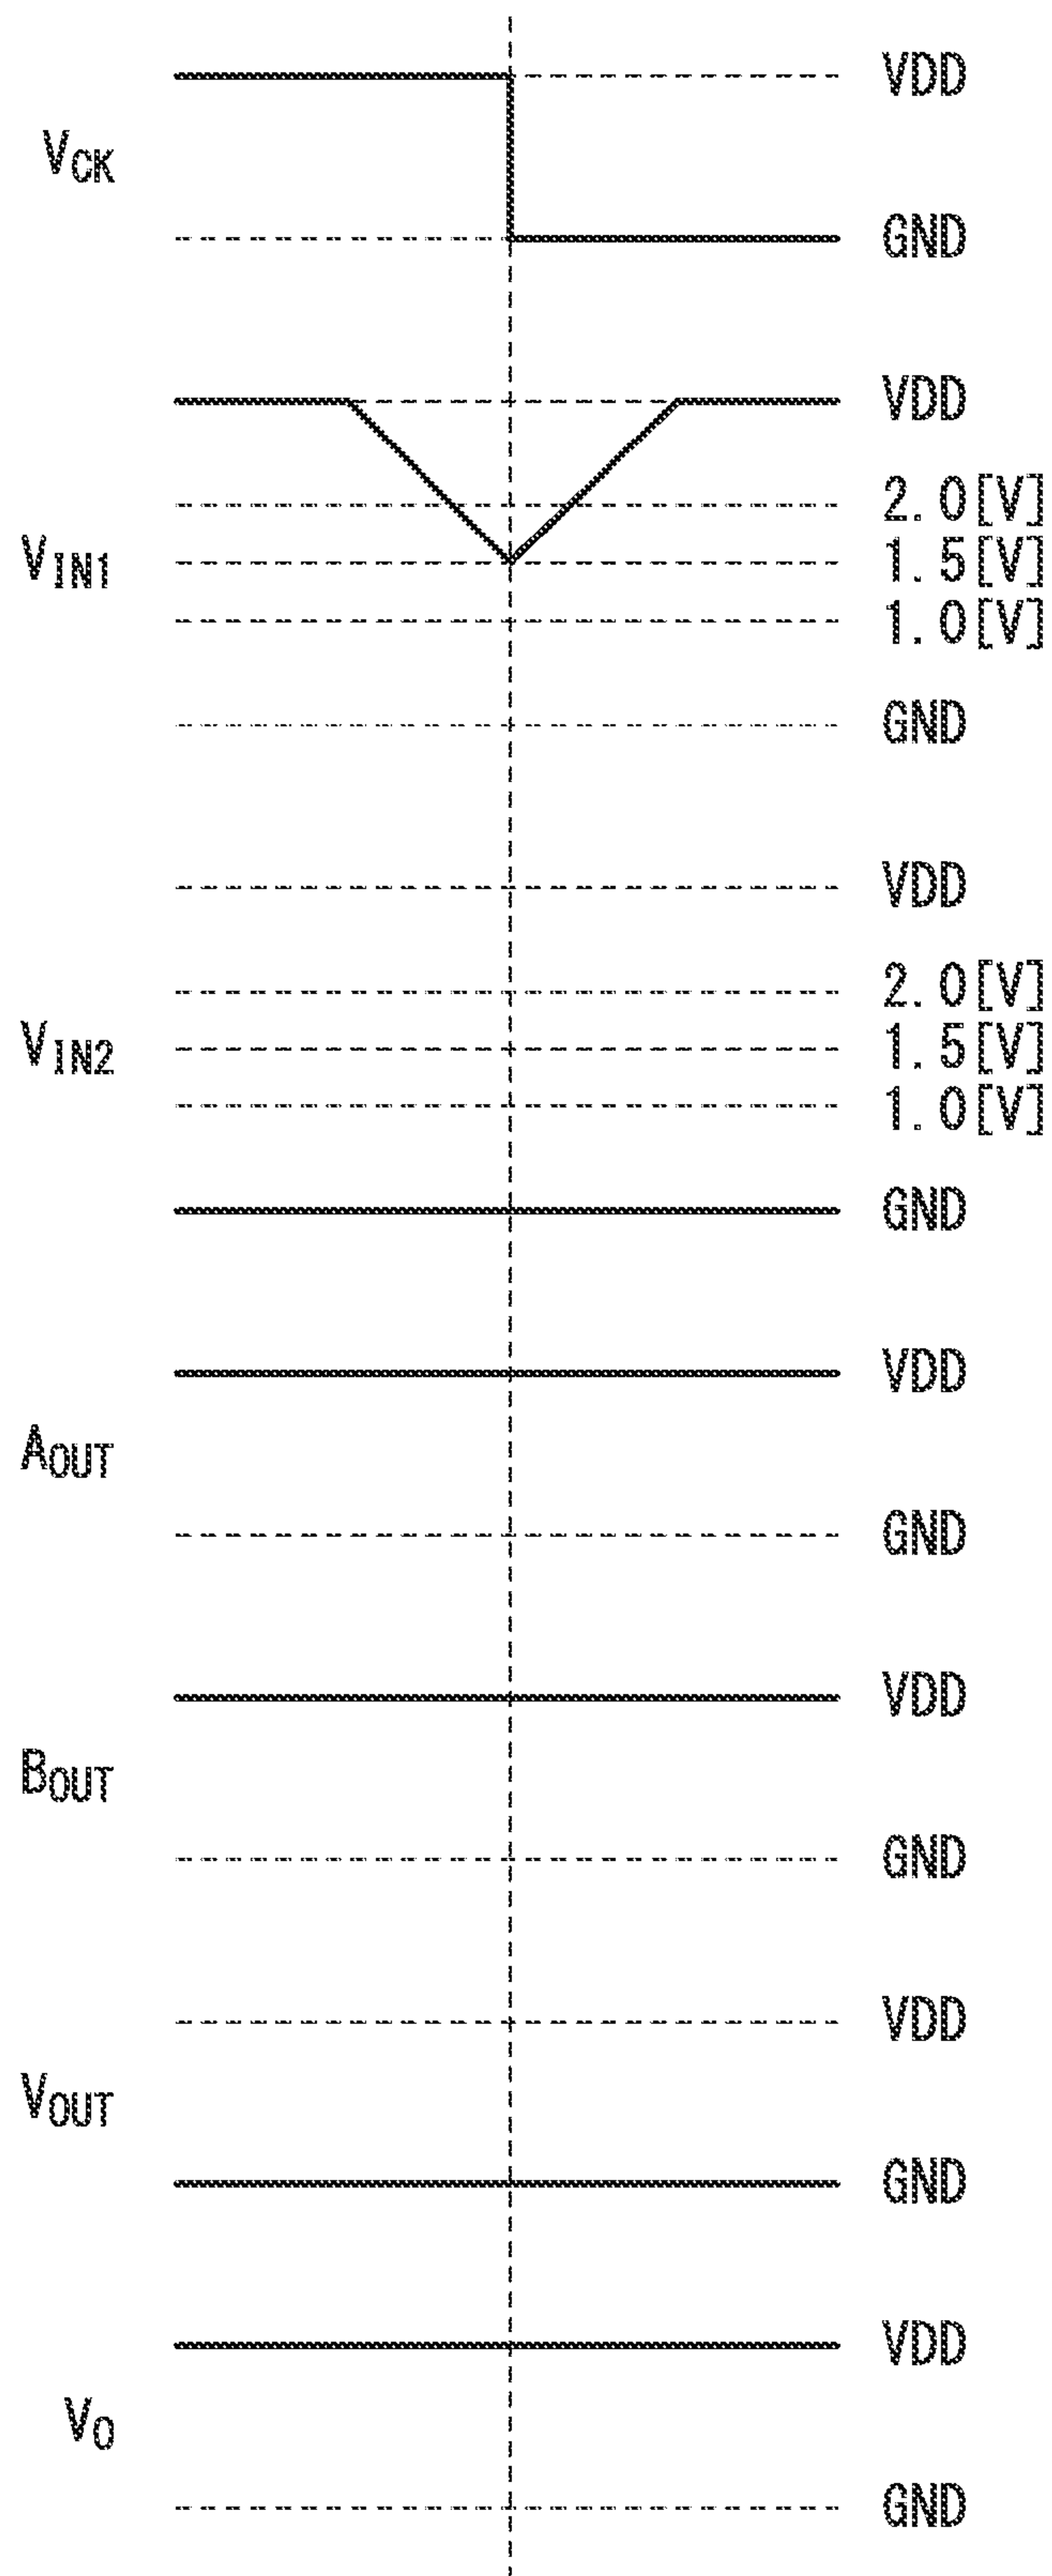 VDD
VCK
GND
VDD
2.0[V]
VIN1
1.5[V]
1.0[V]
GND
VDD
2.0[V]
VIN2
1.5[V]
1.0[V]
GND
VDD
AOUT
GND
VDD
BOUT
GND
VDD
VOUT
GND
VDD
VO
GND